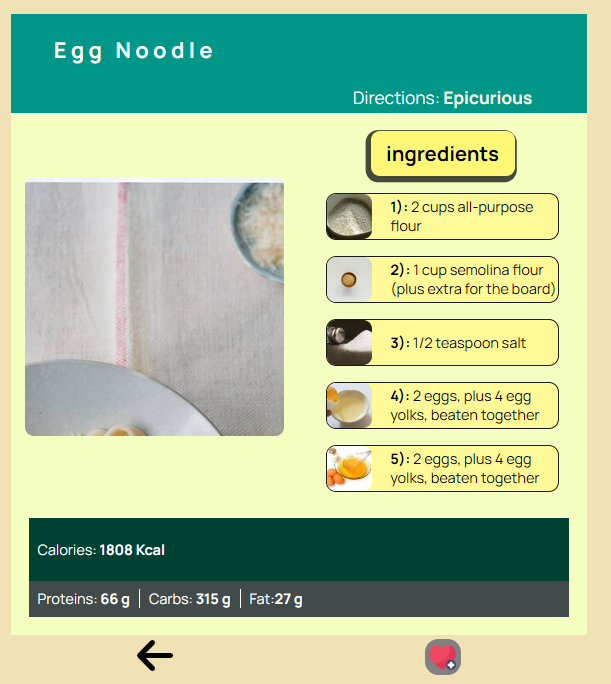 Egg Noodle
Directions: Epicurious
ingredients
1): 2 cups all-purpose
flour
2): 1 cup semolina flour
(plus extra for the board)
3): 1/2 teaspoon salt
4): 2 eggs, plus 4 egg
yolks, beaten together
5): 2 eggs, plus 4 egg
yolks, beaten together
Calories: 1808 Kcal
Proteins: 66 g Carbs: 315 g Fat:27 g